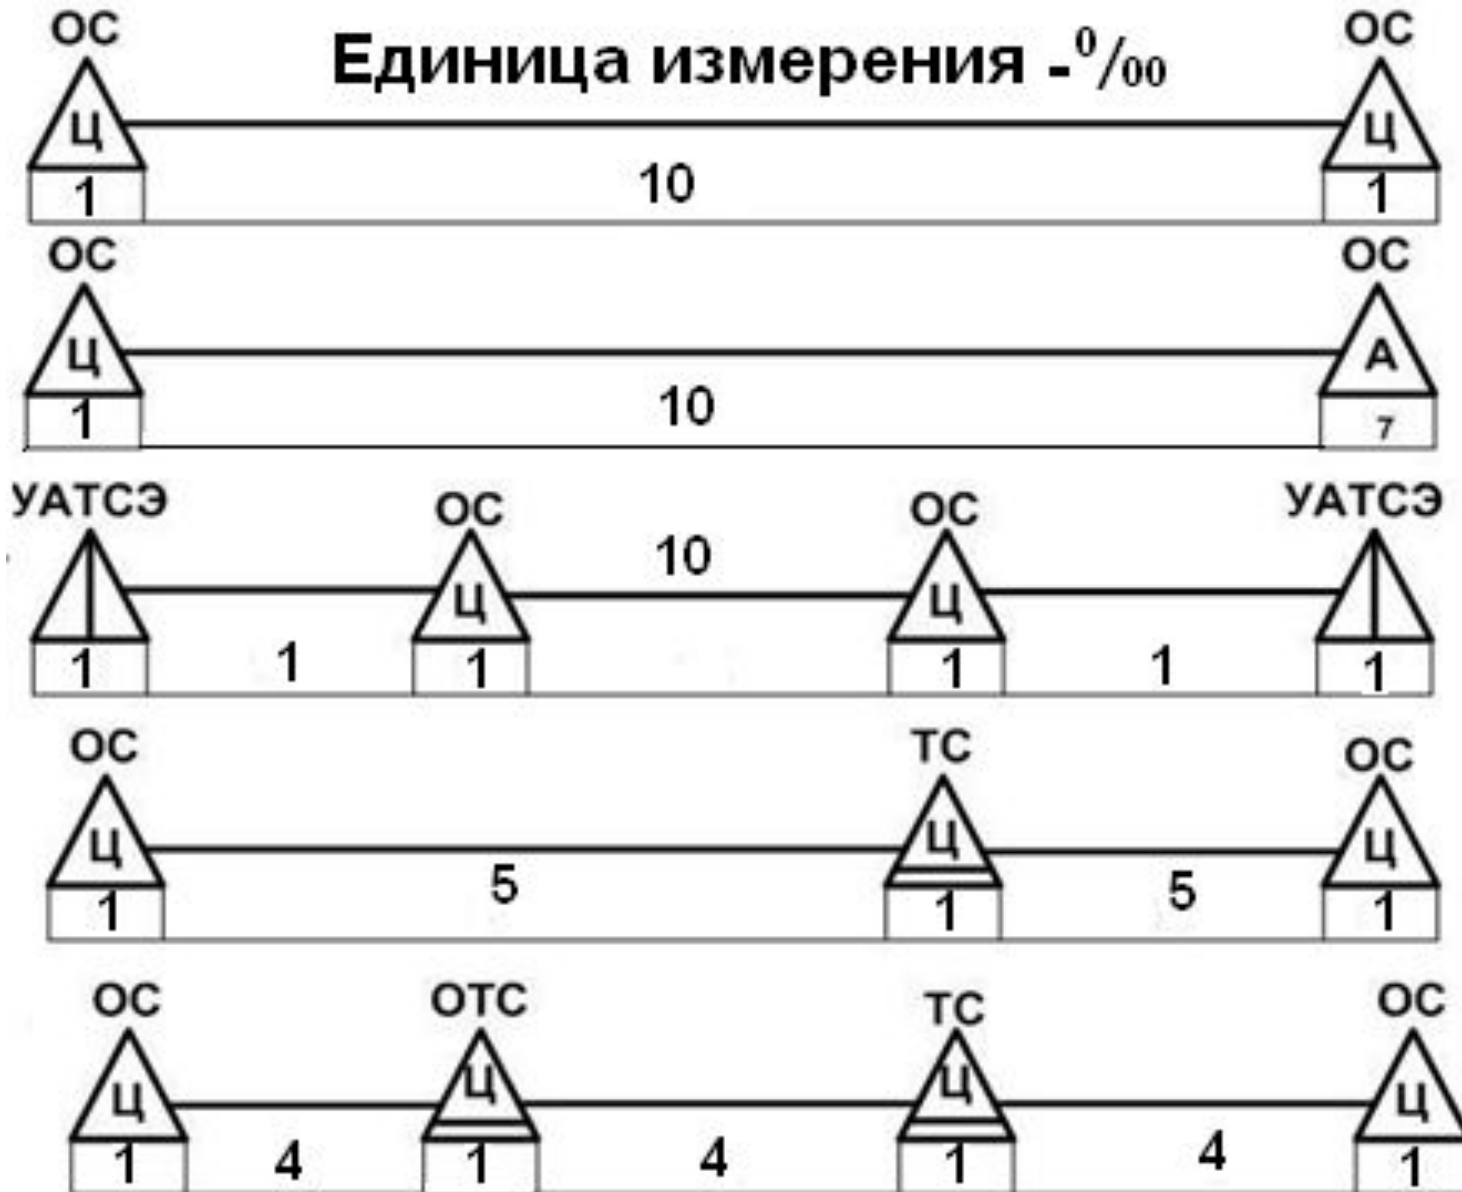 ОС Единица измерения -⁰/₀₀ ОС
Ц Ц
1 10 1
ОС ОС
Ц А
1 10 7
УАТСЭ ОС ОС УАТСЭ
10
Ц Ц
1 1 1 1 1 1
ОС ТС ОС
Ц Ц Ц
1 5 1 5 1
ОС ОТС ТС ОС
Ц Ц Ц Ц
1 4 1 4 1 4 1